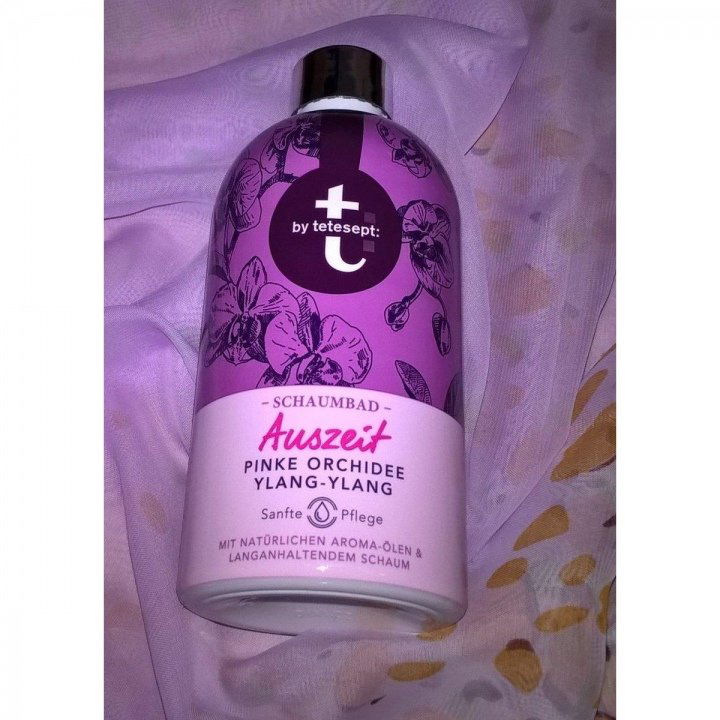 t
by tetesept:
- SCHAUMBAD -
Auszeit
PINKE ORCHIDEE
YLANG-YLANG
Sanfte Pflege
MIT NATÜRLICHEN AROMA-ÖLEN &
LANGANHALTENDEM SCHAUM